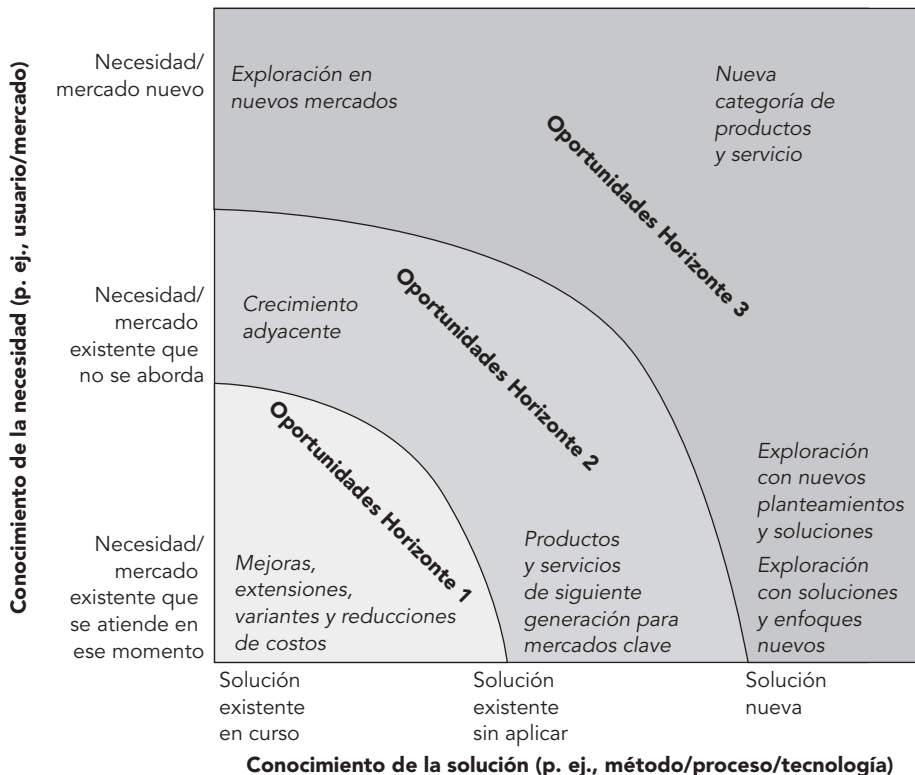 Conocimiento de la necesidad (p. ej., usuario/mercado)
Necesidad/
mercado nuevo
Exploración en
nuevos mercados
Nueva
categoría de
productos
y servicio
Oportunidades Horizonte 3
Necesidad/
mercado
existente que
no se aborda
Crecimiento
adyacente
Oportunidades Horizonte 2
Exploración
con nuevos
planteamientos
y soluciones
Exploración
con soluciones
y enfoques
nuevos
Necesidad/
mercado
existente que
se atiende en
ese momento
Oportunidades Horizonte 1
Mejoras,
extensiones,
variantes y reducciones
de costos
Productos
y servicios
de siguiente
generación para
mercados clave
Solución
existente
en curso
Solución
existente
sin aplicar
Solución
nueva
Conocimiento de la solución (p. ej., método/proceso/tecnología)